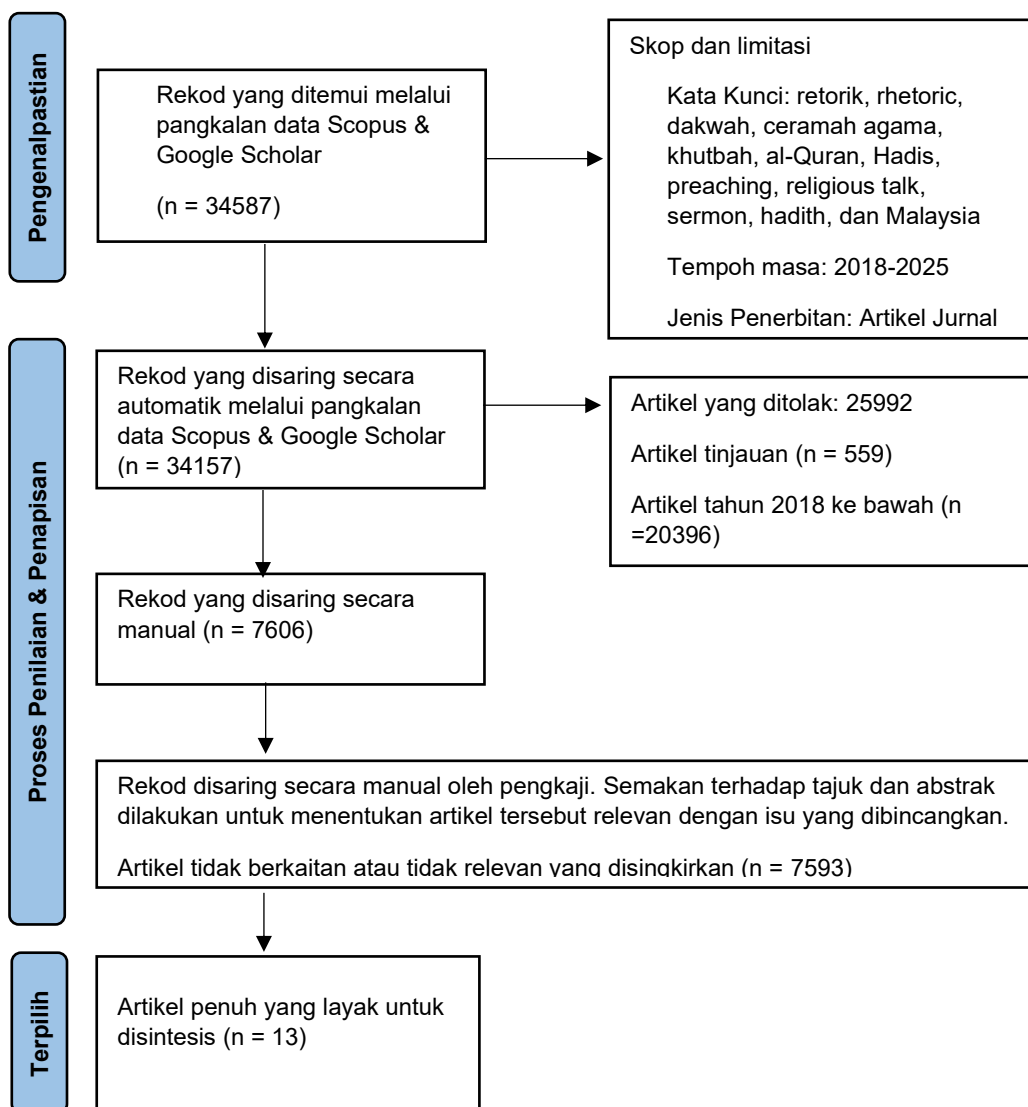 Pengenalpastian
Rekod yang ditemui melalui
pangkalan data Scopus &
Google Scholar
(n = 34587)
Skop dan limitasi
Kata Kunci: retorik, rhetoric,
dakwah, ceramah agama,
khutbah, al-Quran, Hadis,
preaching, religious talk,
sermon, hadith, dan Malaysia
Tempoh masa: 2018-2025
Jenis Penerbitan: Artikel Jurnal
Proses Penilaian & Penapisan
Rekod yang disaring secara
automatik melalui pangkalan
data Scopus & Google Scholar
(n = 34157)
Artikel yang ditolak: 25992
Artikel tinjauan (n = 559)
Artikel tahun 2018 ke bawah (n
=20396)
Rekod yang disaring secara
manual (n = 7606)
Rekod disaring secara manual oleh pengkaji. Semakan terhadap tajuk dan abstrak
dilakukan untuk menentukan artikel tersebut relevan dengan isu yang dibincangkan.
Artikel tidak berkaitan atau tidak relevan yang disingkirkan (n = 7593)
Terpilih
Artikel penuh yang layak untuk
disintesis (n = 13)